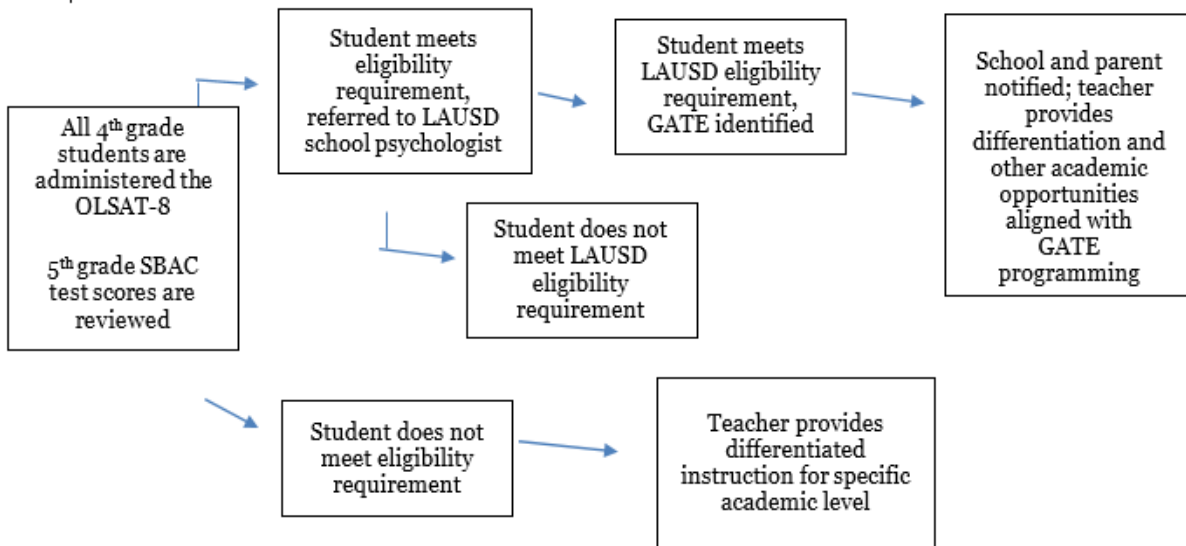 All 4th grade
students are
administered the
OLSAT-8
5th grade SBAC
test scores are
reviewed
Student meets
eligibility
requirement,
referred to LAUSD
school psychologist
Student meets
LAUSD eligibility
requirement,
GATE identified
School and parent
notified; teacher
provides
differentiation and
other academic
opportunities
aligned with
GATE
programming
Student does not
meet LAUSD
eligibility
requirement
Student does not
meet eligibility
requirement
Teacher provides
differentiated
instruction for specific
academic level